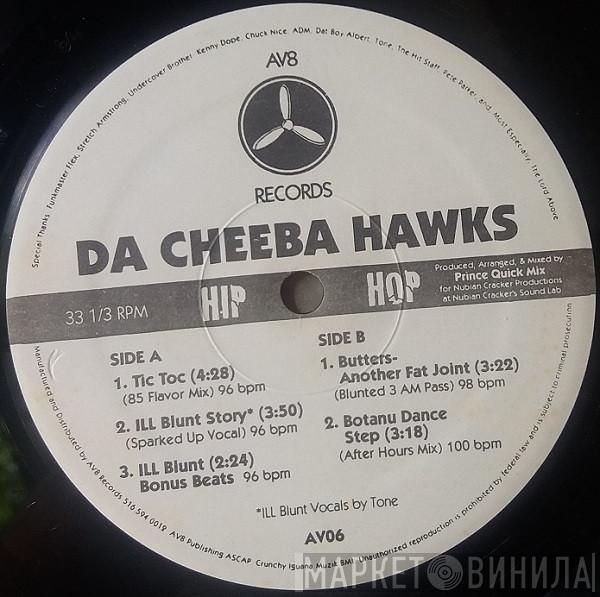 Special Thanks: Funkmaster Flex, Stretch Armstrong, Undercover Brother, Kenny Dope, Chuck Nice, ADM, Dat Boy Albert, Tone, The Hit Staff, Pete Parker and, Most Especially, The Lord Above
AV8
RECORDS
DA CHEEBA HAWKS
33 1/3 RPM
HIP HOP
Produced, Arranged, & Mixed by
Prince Quick Mix
for Nubian Cracker Productions
at Nubian Cracker's Sound Lab
SIDE A
1. Tic Toc (4:28)
(85 Flavor Mix) 96 bpm
2. ILL Blunt Story* (3:50)
(Sparked Up Vocal) 96 bpm
3. ILL Blunt (2:24)
Bonus Beats 96 bpm
SIDE B
1. Butters-
Another Fat Joint (3:22)
(Blunted 3 AM Pass) 98 bpm
2. Botanu Dance
Step (3:18)
(After Hours Mix) 100 bpm
*ILL Blunt Vocals by Tone
AV06
Manufactured and Distributed by AV8 Records 516 594 0019. AV8 Publishing ASCAP. Crunchy Iguana Muzik BMI. Unauthorized reproduction is prohibited by federal law and is subject to criminal prosecution
МАРКЕТ ВИНИЛА